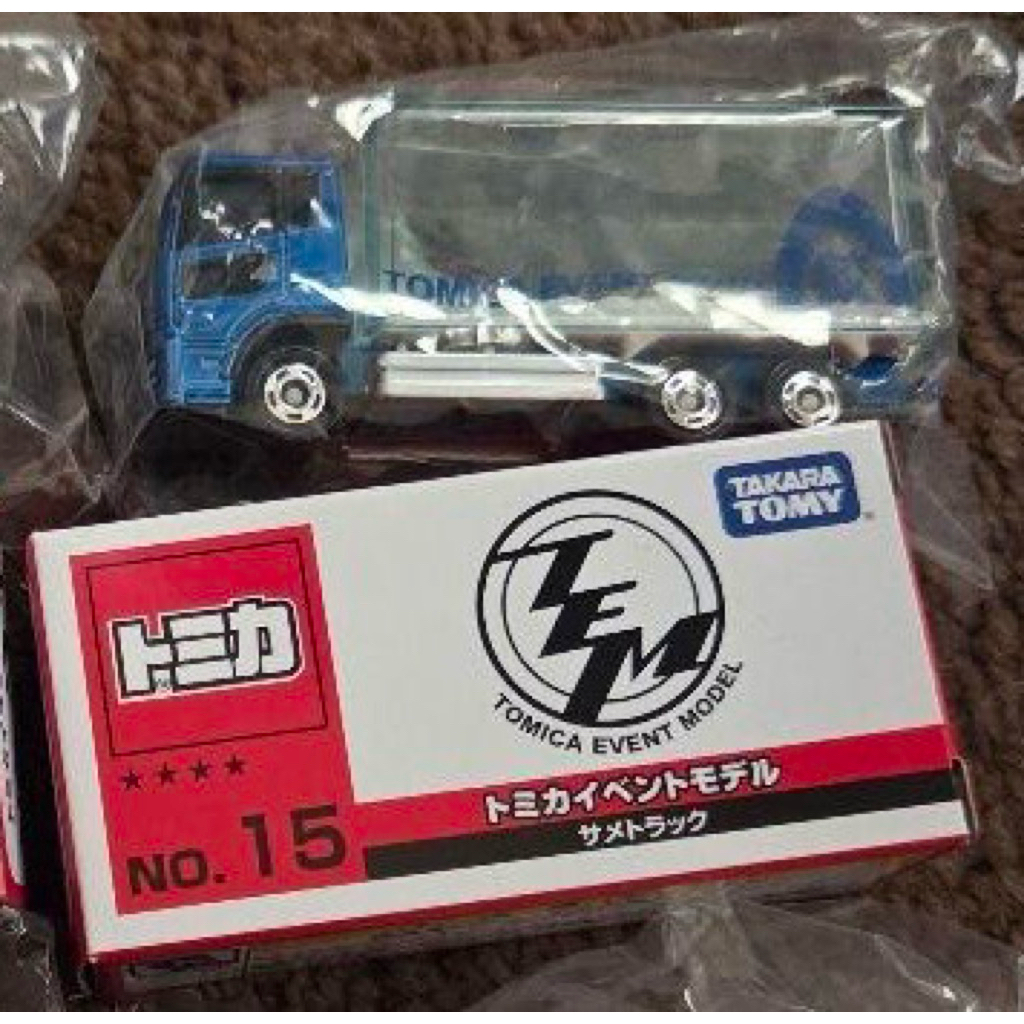 TOMI
TAKARA
TOMY
トミカ
TEM
TOMICA EVENT MODEL
トミカイベントモデル
サメトラック
NO. 15